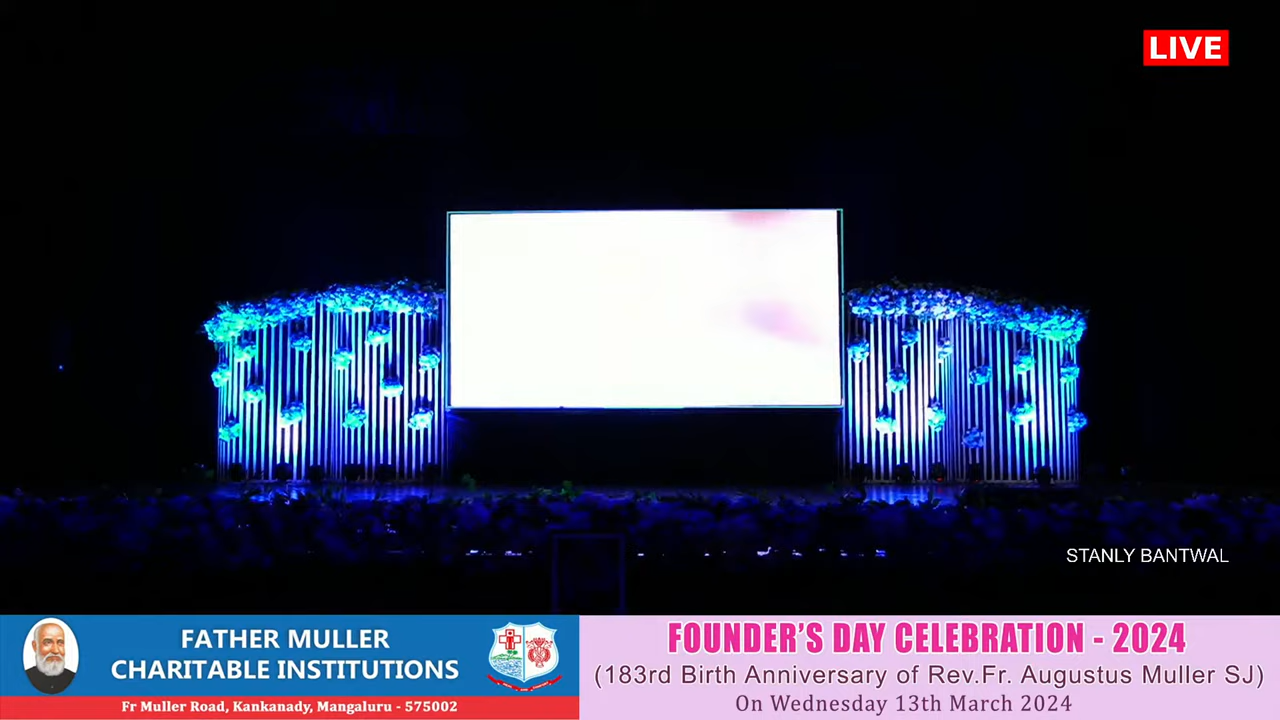 LIVE
STANLY BANTWAL
FATHER MULLER
CHARITABLE INSTITUTIONS
Fr Muller Road, Kankanady, Mangaluru - 575002
FOUNDER'S DAY CELEBRATION - 2024
(183rd Birth Anniversary of Rev.Fr. Augustus Muller SJ)
On Wednesday 13th March 2024